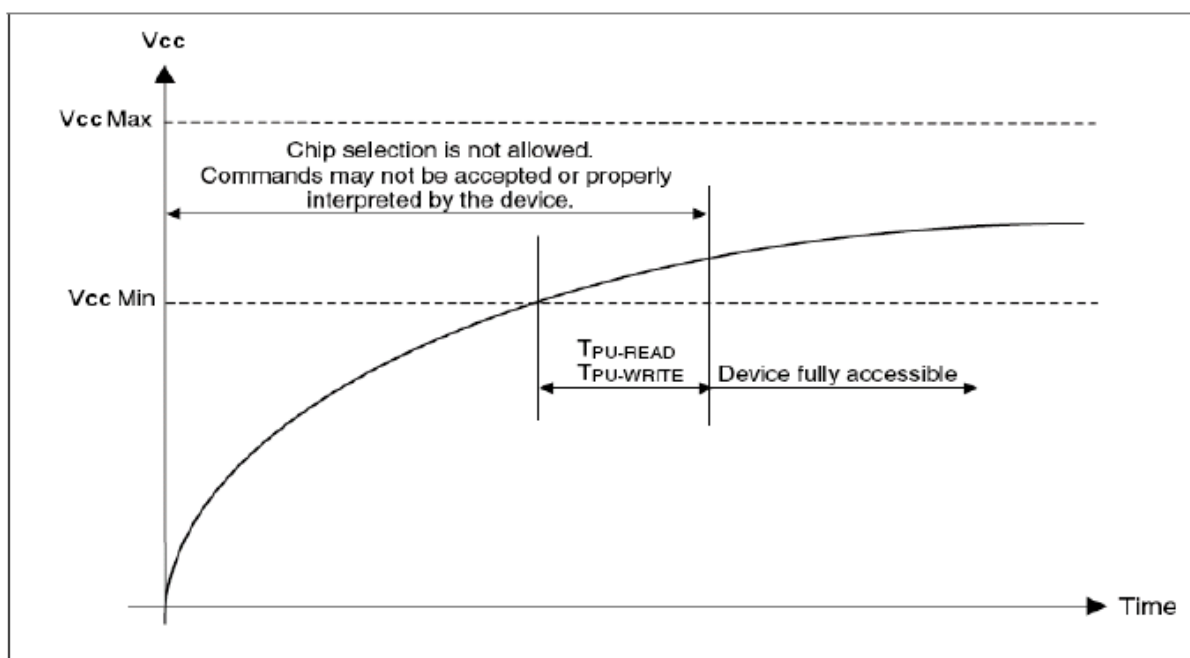 Vcc
Vcc Max
Chip selection is not allowed.
Commands may not be accepted or properly
interpreted by the device.
Vcc Min
TPU-READ
TPU-WRITE
Device fully accessible
Time